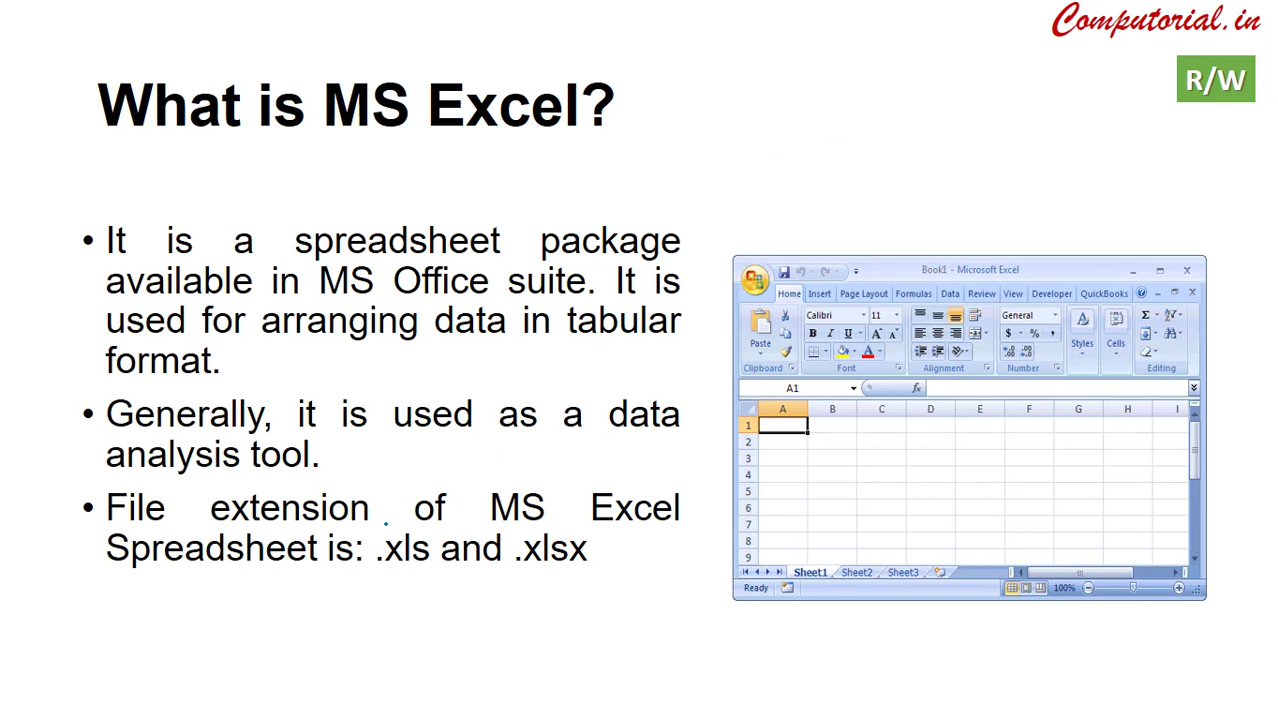 Computorial.in
R/W
What is MS Excel?
• It is a spreadsheet package
available in MS Office suite. It is
used for arranging data in tabular
format.
• Generally, it is used as a data
analysis tool.
• File extension of MS Excel
Spreadsheet is: .xls and .xlsx
Book1 - Microsoft Excel
Home Insert Page Layout Formulas Data Review View Developer QuickBooks
Calibri 11 General
B I U A A $ % ,
Paste Styles Cells
Clipboard Font Alignment Number Editing
A1 fx
A B C D E F G H I
1
2
3
4
5
6
7
8
9
Sheet1 Sheet2 Sheet3
Ready 100%